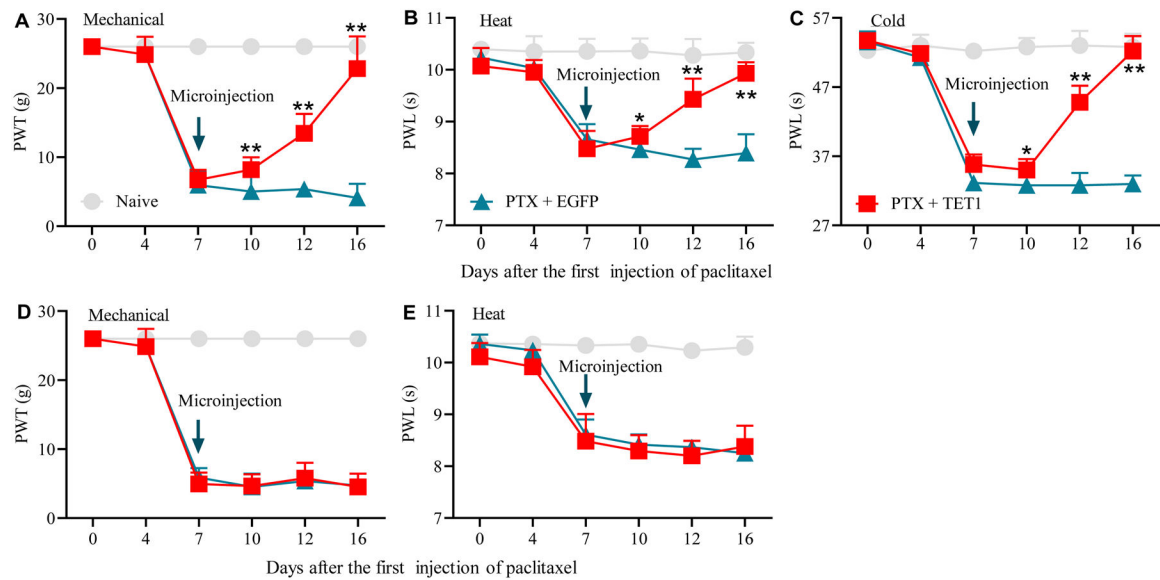 A Mechanical
30
20
10
0
PWT (g)
Microinjection
**
**
**
Naive
0 4 7 10 12 16
B Heat
11
10
9
8
7
PWL (s)
Microinjection
*
**
**
PTX + EGFP
0 4 7 10 12 16
C Cold
57
47
37
27
PWL (s)
Microinjection
*
**
**
PTX + TET1
0 4 7 10 12 16
Days after the first injection of paclitaxel
D Mechanical
30
20
10
0
PWT (g)
Microinjection
0 4 7 10 12 16
E Heat
11
10
9
8
7
PWL (s)
Microinjection
0 4 7 10 12 16
Days after the first injection of paclitaxel